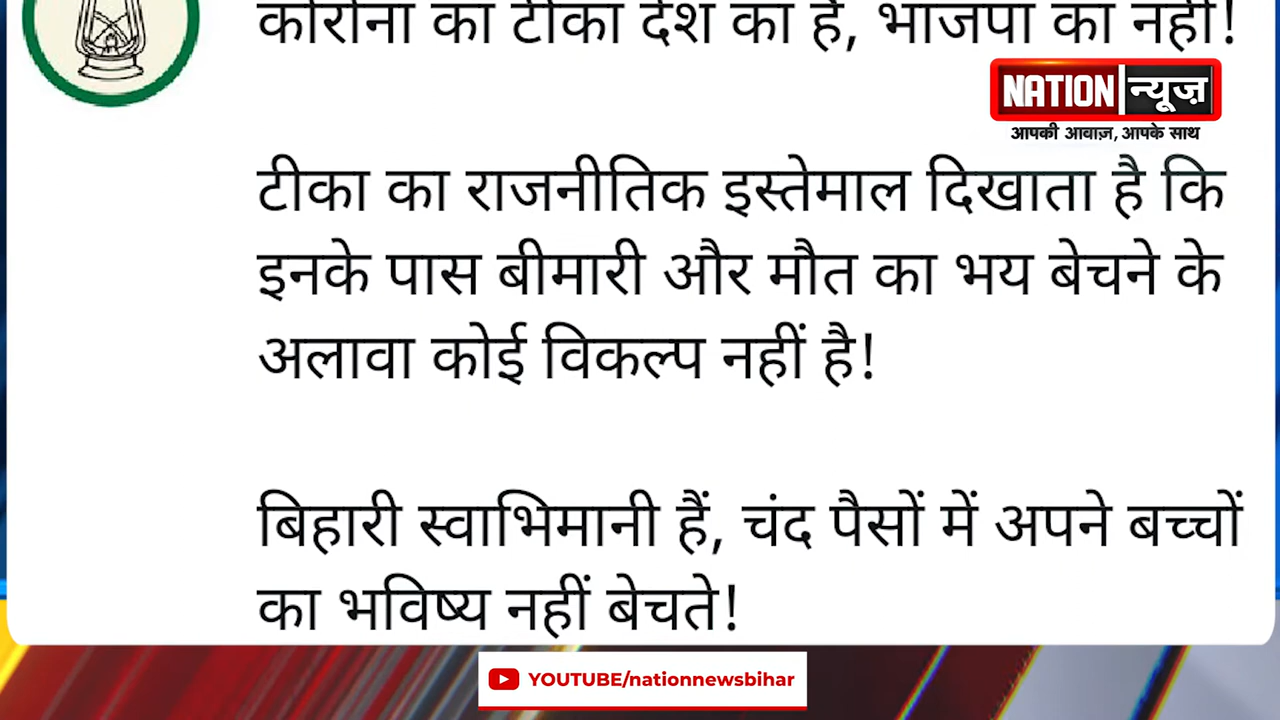 कोरोना का टीका देश का है, भाजपा का नहीं!
NATION न्यूज़
आपकी आवाज़, आपके साथ
टीका का राजनीतिक इस्तेमाल दिखाता है कि
इनके पास बीमारी और मौत का भय बेचने के
अलावा कोई विकल्प नहीं है!
बिहारी स्वाभिमानी हैं, चंद पैसों में अपने बच्चों
का भविष्य नहीं बेचते!
YOUTUBE/nationnewsbihar